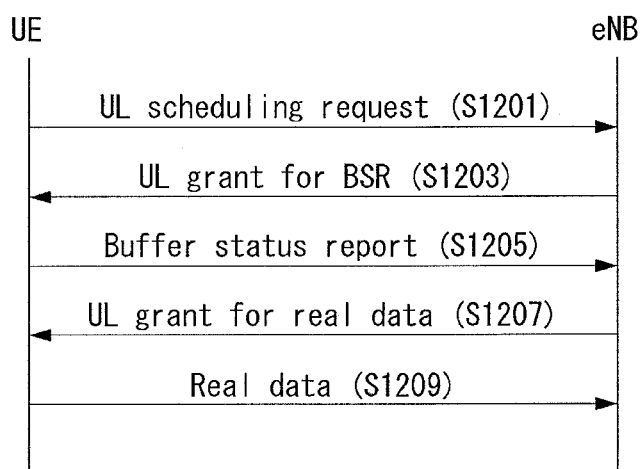 UE eNB
UL scheduling request (S1201)
UL grant for BSR (S1203)
Buffer status report (S1205)
UL grant for real data (S1207)
Real data (S1209)